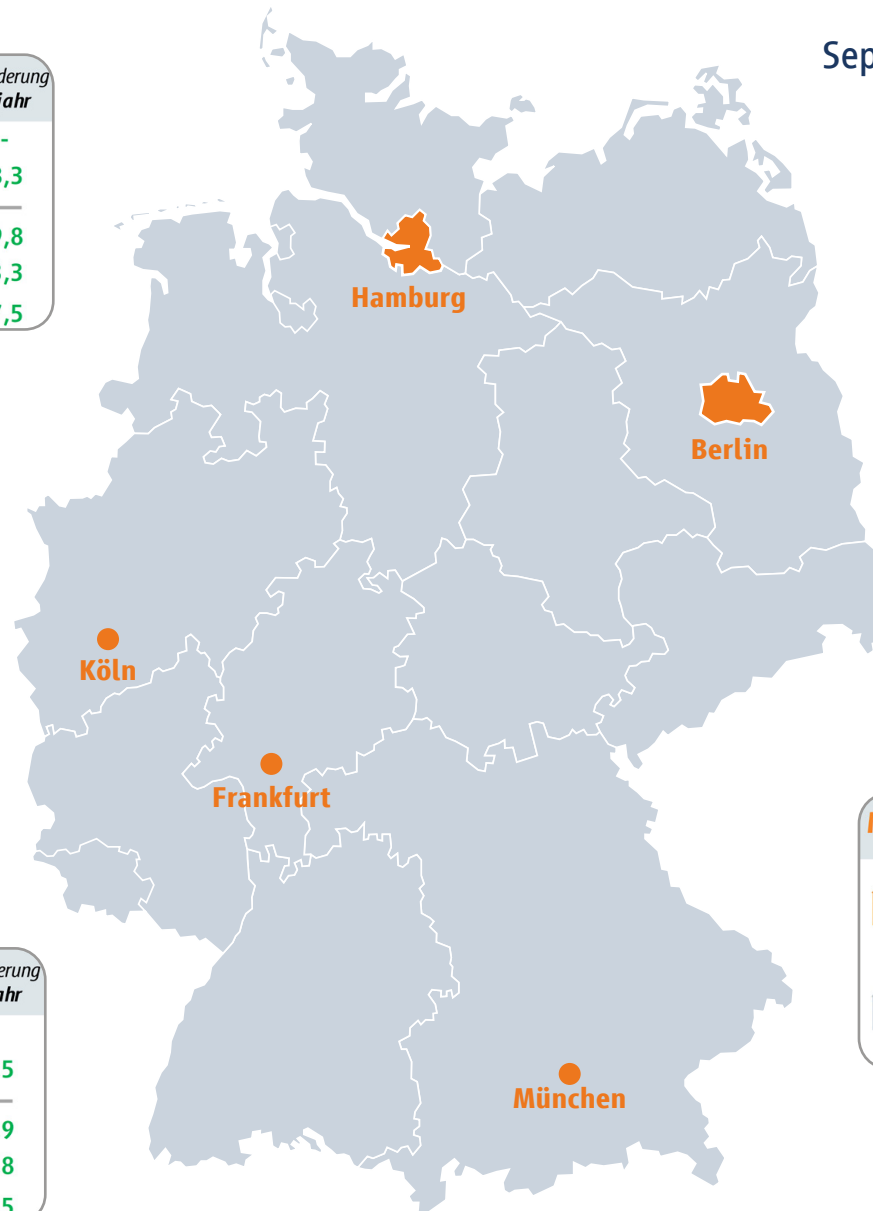 Sep
derung
jahr
-
3,3
9,8
3,3
7,5
Hamburg
Berlin
Köln
Frankfurt
erung
ahr
5
9
8
5
München